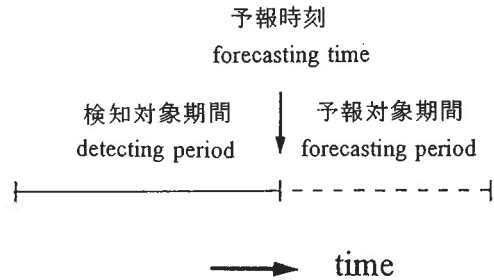 予報時刻
forecasting time
検知対象期間
detecting period
予報対象期間
forecasting period
time